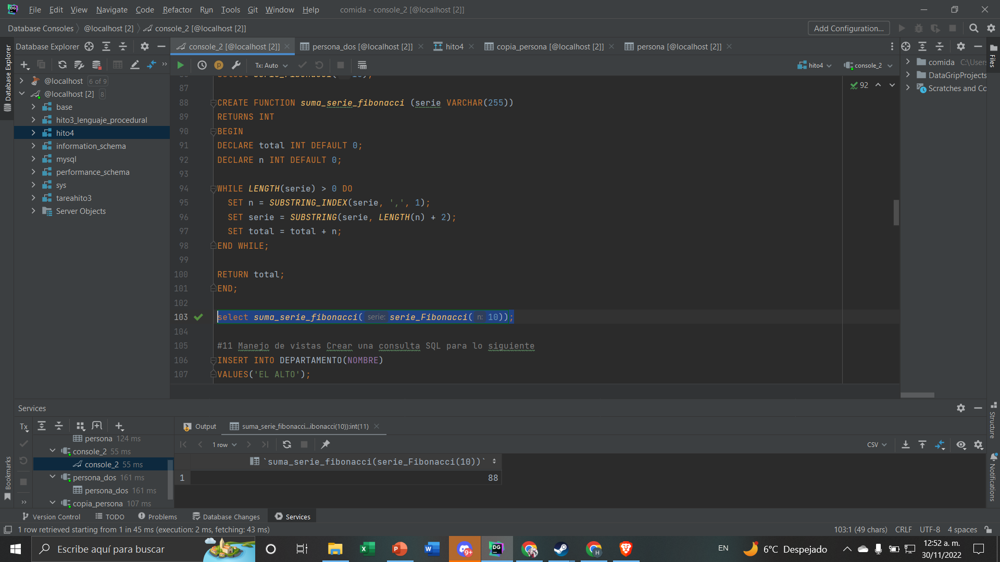 File Edit View Navigate Code Refactor Run Tools Git Window Help comida - console_2 [@localhost [2]]
Database Consoles @localhost [2] console_2 [@localhost [2]] Add Configuration...
Database Explorer
Database Explorer
@localhost 6 of 9
@localhost [2] 8
base
hito3_lenguaje_procedural
hito4
information_schema
mysql
performance_schema
sys
tareahito3
Server Objects
console_2 [@localhost [2]] persona_dos [@localhost [2]] hito4 copia_persona [@localhost [2]] persona [@localhost [2]]
Tx: Auto hito4 console_2
92
87
88 CREATE FUNCTION suma_serie_fibonacci (serie VARCHAR(255))
89 RETURNS INT
90 BEGIN
91 DECLARE total INT DEFAULT 0;
92 DECLARE n INT DEFAULT 0;
93
94 WHILE LENGTH(serie) > 0 DO
95 SET n = SUBSTRING_INDEX(serie, ',', 1);
96 SET serie = SUBSTRING(serie, LENGTH(n) + 2);
97 SET total = total + n;
98 END WHILE;
99
100 RETURN total;
101 END;
102
103 select suma_serie_fibonacci( serie: serie_Fibonacci( n: 10));
104
105 #11 Manejo de vistas Crear una consulta SQL para lo siguiente
106 INSERT INTO DEPARTAMENTO(NOMBRE)
107 VALUES('EL ALTO');
comida C:\Users
DataGripProjects
Scratches and Co
Files
Structure
Notifications
Bookmarks
Services
Tx
persona 124 ms
console_2 55 ms
console_2 55 ms
persona_dos 161 ms
persona_dos 161 ms
copia_persona 107 ms
Output suma_serie_fibonacci...ibonacci(10)):int(11)
1 row CSV
`suma_serie_fibonacci(serie_Fibonacci(10))`
1 88
Version Control TODO Problems Database Changes Services
1 row retrieved starting from 1 in 45 ms (execution: 2 ms, fetching: 43 ms) 103:1 (49 chars) CRLF UTF-8 4 spaces
Escribe aquí para buscar
9+
DG
EN 6°C Despejado
12:52 a. m.
30/11/2022